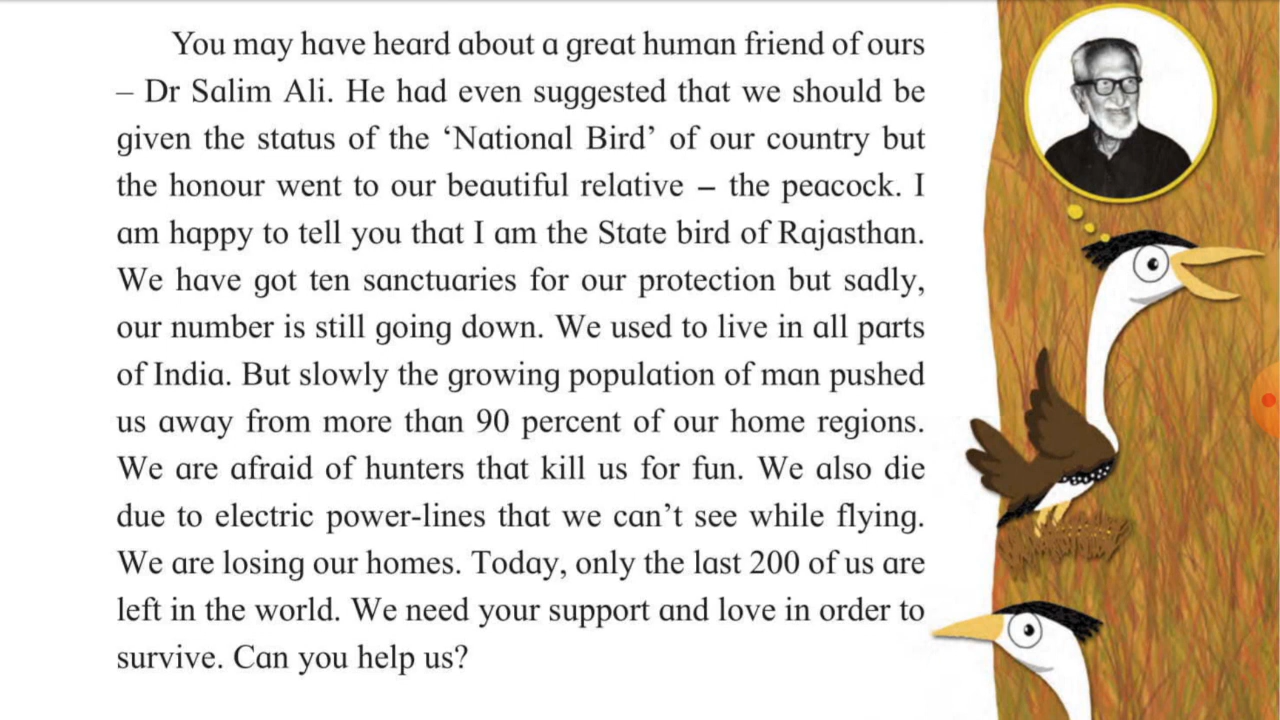 You may have heard about a great human friend of ours
– Dr Salim Ali. He had even suggested that we should be
given the status of the ‘National Bird’ of our country but
the honour went to our beautiful relative – the peacock. I
am happy to tell you that I am the State bird of Rajasthan.
We have got ten sanctuaries for our protection but sadly,
our number is still going down. We used to live in all parts
of India. But slowly the growing population of man pushed
us away from more than 90 percent of our home regions.
We are afraid of hunters that kill us for fun. We also die
due to electric power-lines that we can’t see while flying.
We are losing our homes. Today, only the last 200 of us are
left in the world. We need your support and love in order to
survive. Can you help us?